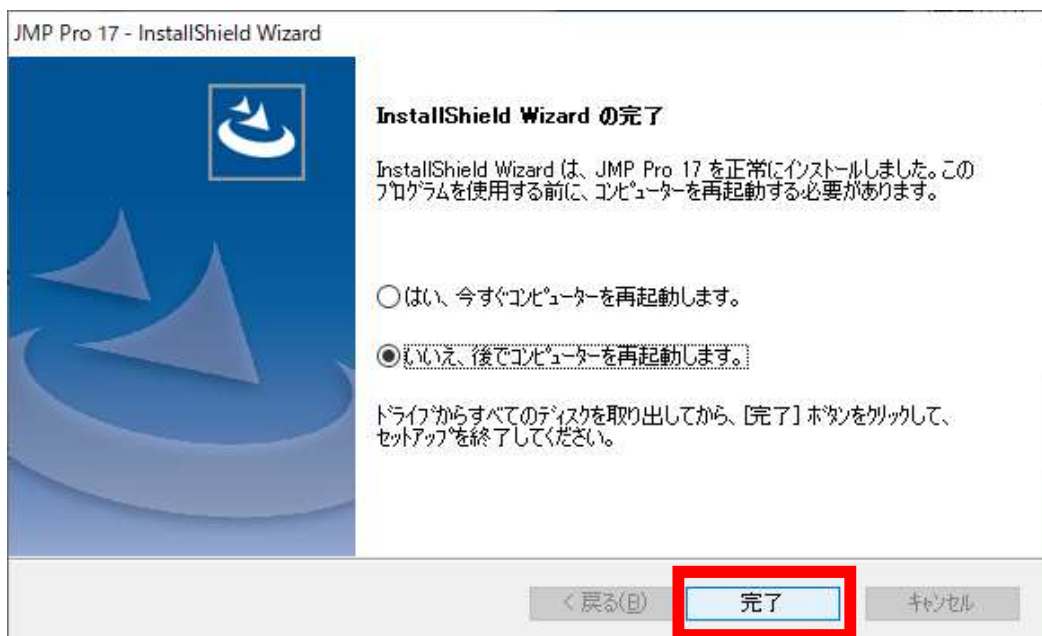 JMP Pro 17 - InstallShield Wizard
InstallShield Wizard の完了
InstallShield Wizard は、JMP Pro 17 を正常にインストールしました。この
プログラムを使用する前に、コンピューターを再起動する必要があります。
はい、今すぐコンピューターを再起動します。
いいえ、後でコンピューターを再起動します。
ドライブからすべてのディスクを取り出してから、[完了] ボタンをクリックして、
セットアップを終了してください。
< 戻る(B)
完了
キャンセル